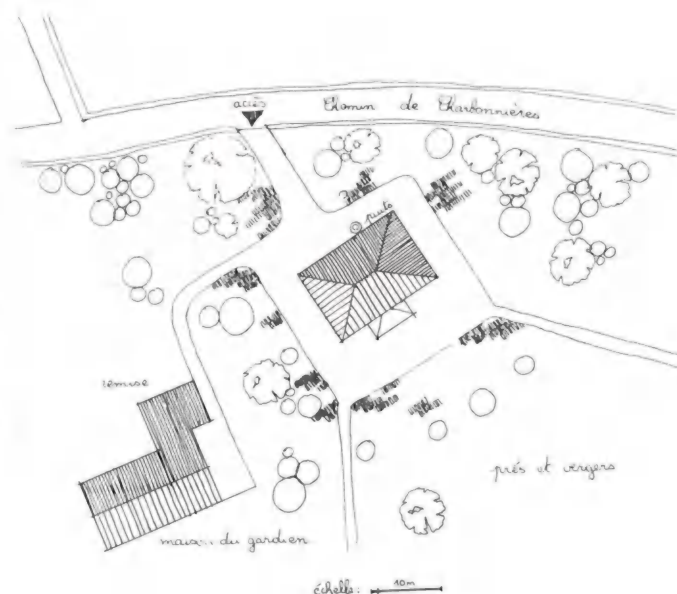 accès
Chemin de Charbonnières
puits
remise
prés et vergers
maison du gardien
échelle: 10m